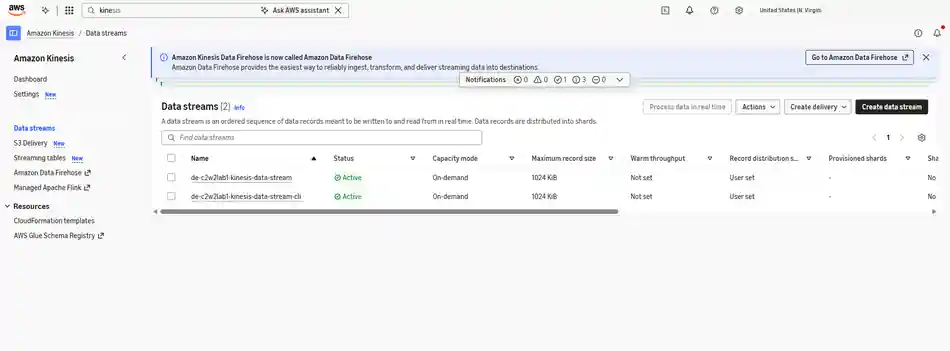 aws
kinesis
Ask AWS assistant
United States (N. Virgin
Amazon Kinesis / Data streams
Amazon Kinesis
Dashboard
Settings New
Data streams
S3 Delivery New
Streaming tables New
Amazon Data Firehose
Managed Apache Flink
Resources
CloudFormation templates
AWS Glue Schema Registry
Amazon Kinesis Data Firehose is now called Amazon Data Firehose
Amazon Data Firehose provides the easiest way to reliably ingest, transform, and deliver streaming data into destinations.
Go to Amazon Data Firehose
Notifications 0 0 1 3 0
Data streams (2) Info
Process data in real time Actions Create delivery Create data stream
A data stream is an ordered sequence of data records meant to be written to and read from in real time. Data records are distributed into shards.
Find data streams
1
Name Status Capacity mode Maximum record size Warm throughput Record distribution s... Provisioned shards Sha
de-c2w2lab1-kinesis-data-stream Active On-demand 1024 KiB Not set User set - No
de-c2w2lab1-kinesis-data-stream-cli Active On-demand 1024 KiB Not set User set - No